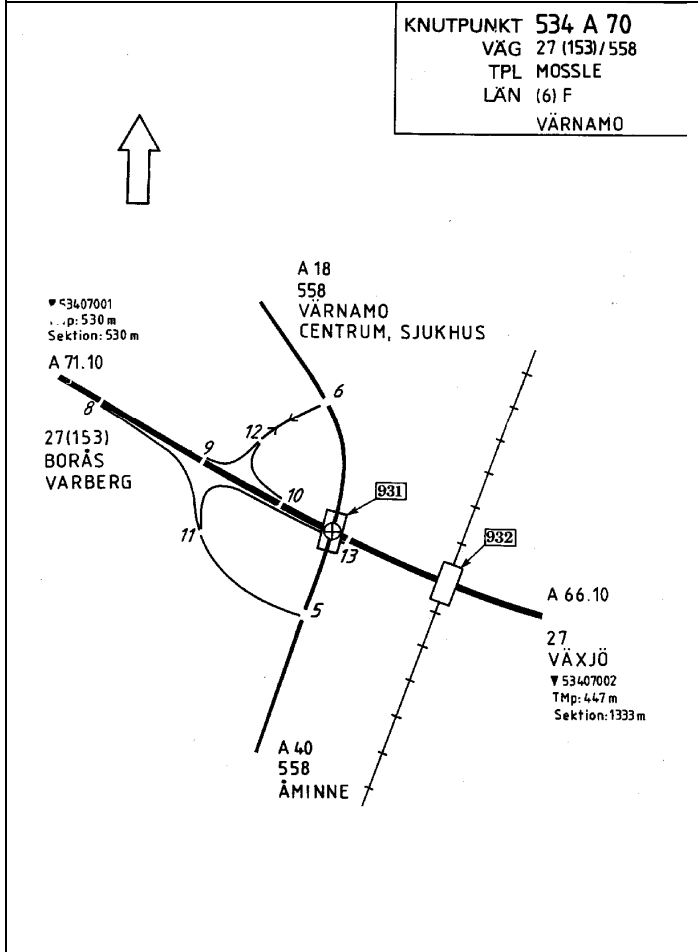 KNUTPUNKT 534 A 70
VÄG 27 (153)/558
TPL MOSSLE
LÄN (6) F
VÄRNAMO
A 18
558
VÄRNAMO
CENTRUM, SJUKHUS
53407001
p: 530 m
Sektion: 530 m
A 71.10
8
27(153)
BORÅS
VARBERG
6
12
9
10
931
11
13
932
5
A 66.10
27
VÄXJÖ
▼ 53407002
TMp: 447 m
Sektion: 1333 m
A 40
558
ÅMINNE